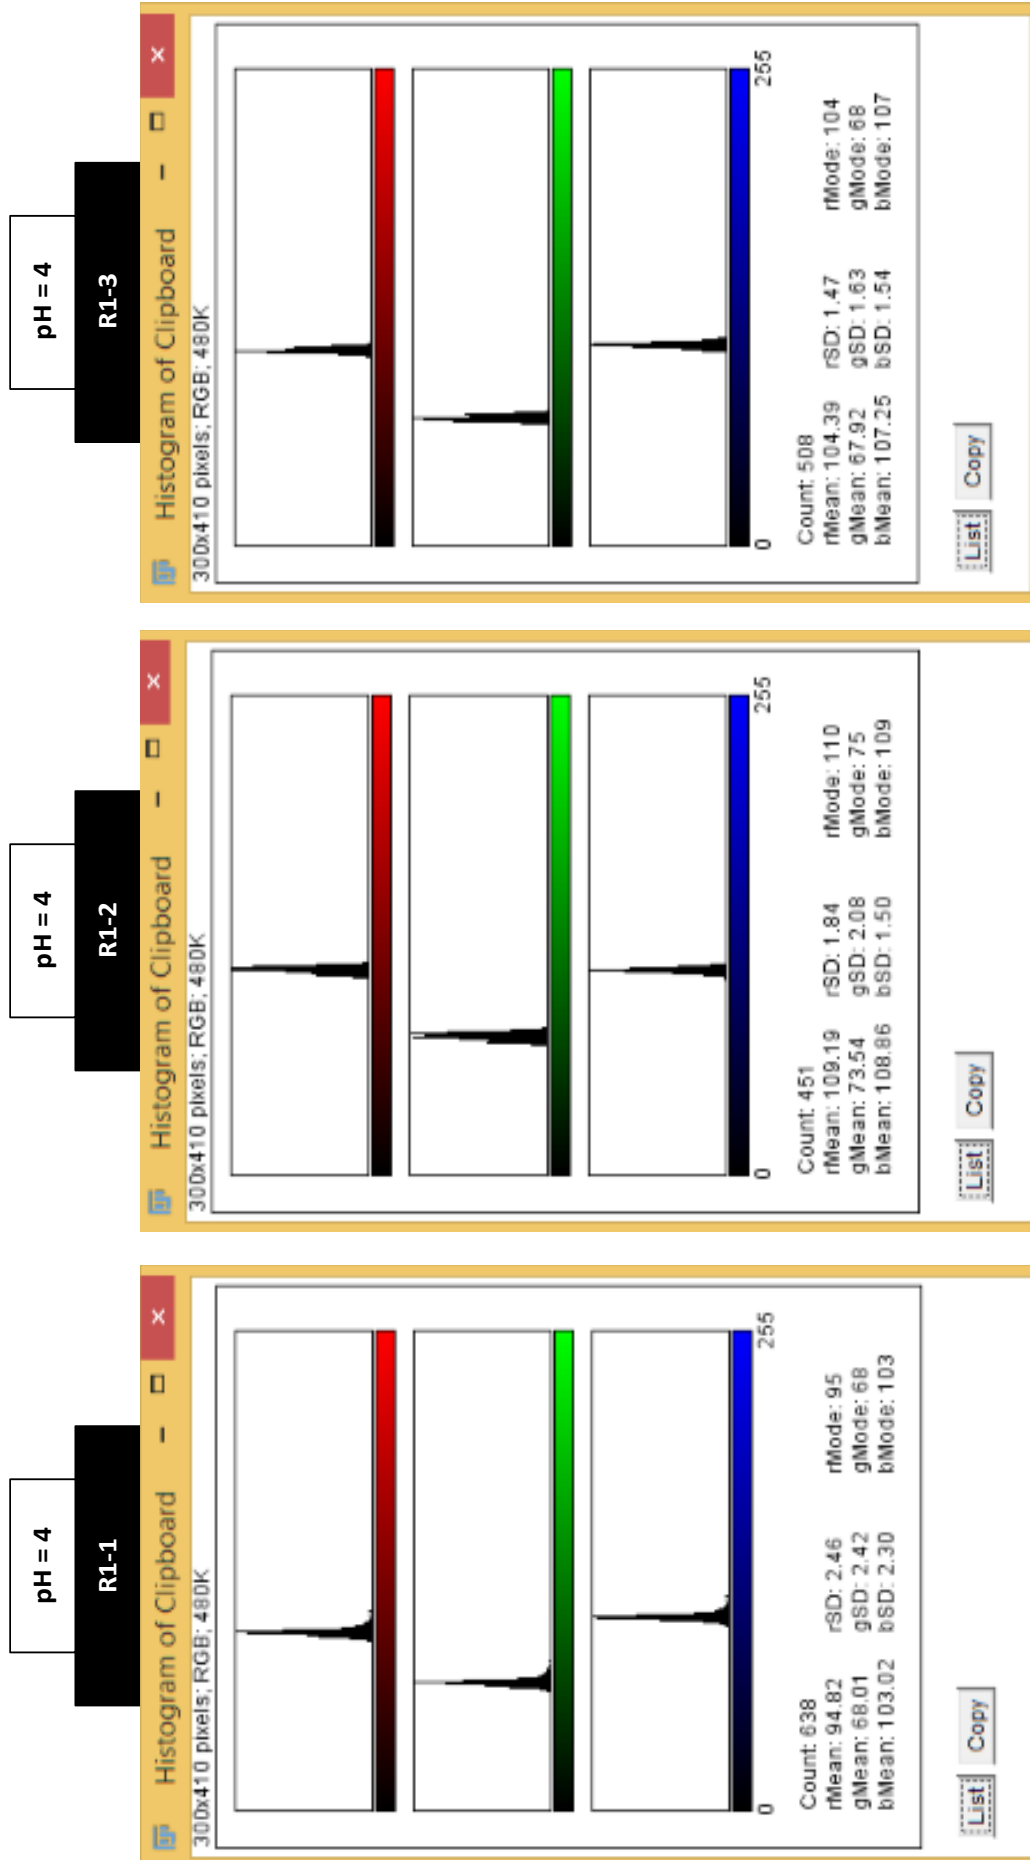 pH = 4
R1-1
Histogram of Clipboard
300x410 pixels; RGB; 480K
0 255
Count: 638
rMean: 94.82 rSD: 2.46 rMode: 95
gMean: 68.01 gSD: 2.42 gMode: 68
bMean: 103.02 bSD: 2.30 bMode: 103
List Copy
pH = 4
R1-2
Histogram of Clipboard
300x410 pixels; RGB; 480K
0 255
Count: 451
rMean: 109.19 rSD: 1.84 rMode: 110
gMean: 73.54 gSD: 2.08 gMode: 75
bMean: 108.86 bSD: 1.50 bMode: 109
List Copy
pH = 4
R1-3
Histogram of Clipboard
300x410 pixels; RGB; 480K
0 255
Count: 508
rMean: 104.39 rSD: 1.47 rMode: 104
gMean: 67.92 gSD: 1.63 gMode: 68
bMean: 107.25 bSD: 1.54 bMode: 107
List Copy